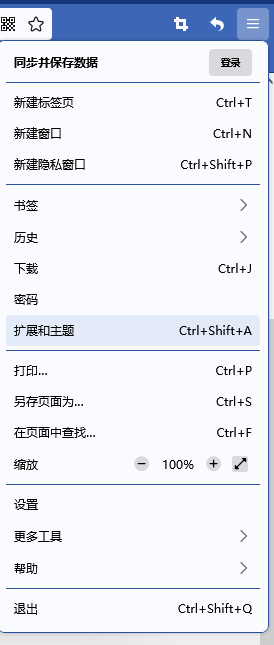 同步并保存数据 登录
新建标签页 Ctrl+T
新建窗口 Ctrl+N
新建隐私窗口 Ctrl+Shift+P
书签
历史
下载 Ctrl+J
密码
扩展和主题 Ctrl+Shift+A
打印... Ctrl+P
另存页面为... Ctrl+S
在页面中查找... Ctrl+F
缩放 100%
设置
更多工具
帮助
退出 Ctrl+Shift+Q